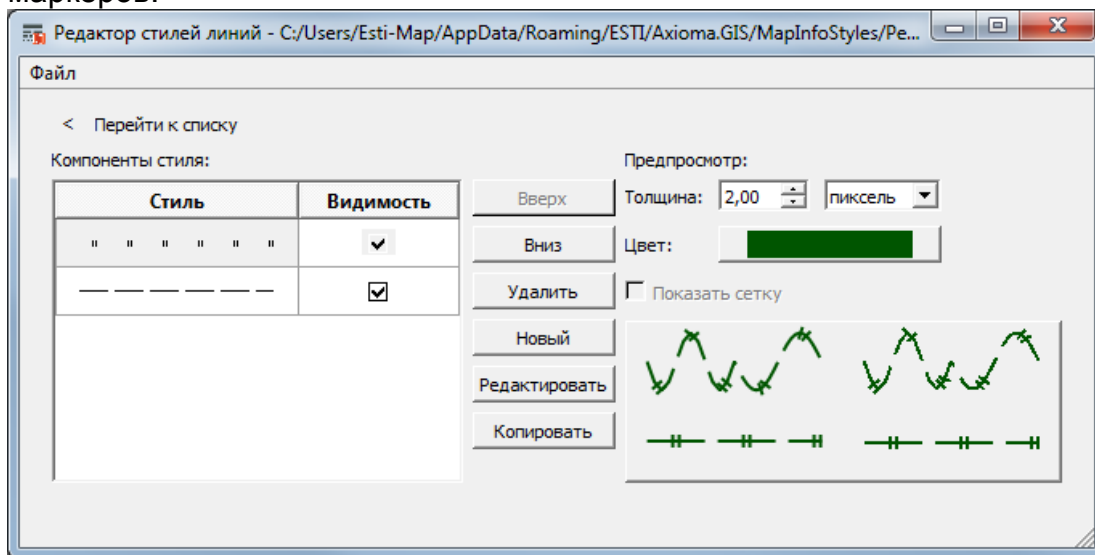 маркеров.
Редактор стилей линий - C:/Users/Esti-Map/AppData/Roaming/ESTI/Axioma.GIS/MapInfoStyles/Pe...
Файл
< Перейти к списку
Компоненты стиля:
Предпросмотр:
Стиль
Видимость
Вверх
Вниз
Удалить
Новый
Редактировать
Копировать
Толщина: 2,00 пиксель
Цвет:
Показать сетку